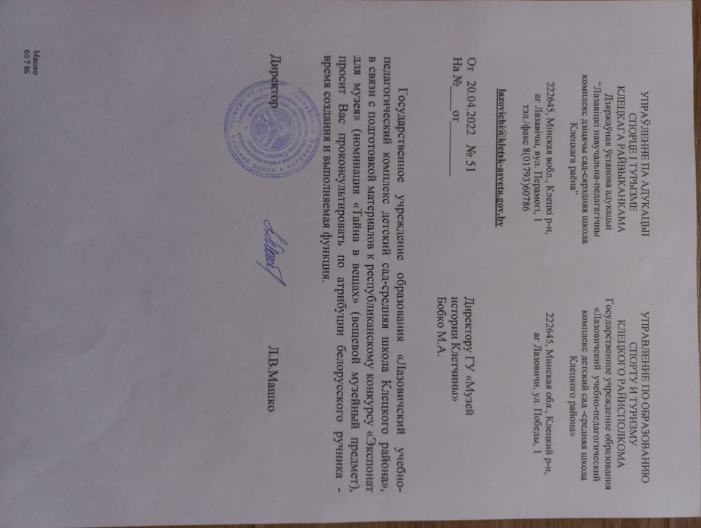 УПРАЎЛЕННЕ ПА АДУКАЦЫІ
СПОРЦЕ І ТУРЫЗМЕ
КЛЕЦКАГА РАЙВЫКАНКАМА
Дзяржаўная ўстанова адукацыі
"Лазавіцкі навучальна-педагагічны
комплекс дзіцячы сад-сярэдняя школа
Клецкага раёна"
222645, Мінская вобл., Клецкі р-н,
аг Лазавічы, вул. Перамогі, 1
тэл./факс 8(01793)60786
lazovichi@kletsk-asveta.gov.by
От 20.04.2022 № 51
На №_____ от________
УПРАВЛЕНИЕ ПО ОБРАЗОВАНИЮ
СПОРТУ И ТУРИЗМУ
КЛЕЦКОГО РАЙИСПОЛКОМА
Государственное учреждение образования
«Лазовичский учебно-педагогический
комплекс детский сад -средняя школа
Клецкого района»
222645, Минская обл., Клецкий р-н,
аг Лазовичи, ул. Победы, 1
Директору ГУ «Музей
истории Клетчины»
Бобко М.А.
Государственное учреждение образования «Лазовичский учебно-
педагогический комплекс детский сад-средняя школа Клецкого района»,
в связи с подготовкой материалов к республиканскому конкурсу «Экспонат
для музея» (номинация «Тайна в вещах» (вещевой музейный предмет),
просит Вас проконсультировать по атрибуции белорусского ручника -
время создания и выполняемая функция.
Директор Л.В.Машко
Машко
60 7 86